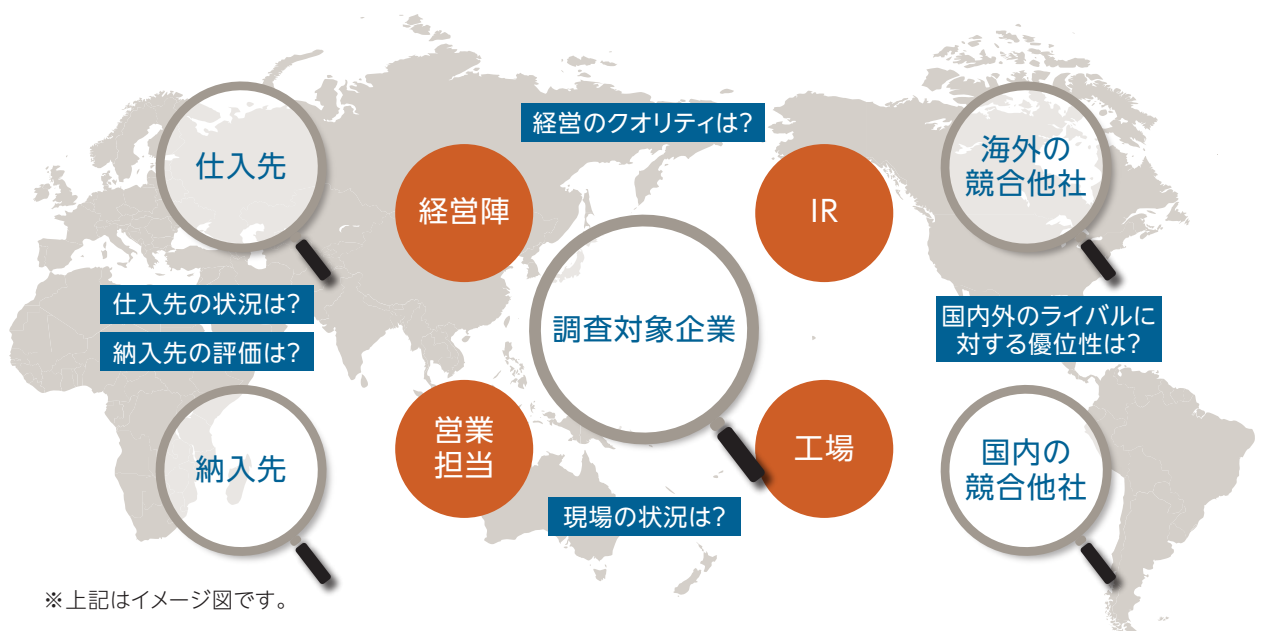 経営のクオリティは?
仕入先
経営陣
IR
海外の
競合他社
仕入先の状況は?
納入先の評価は?
調査対象企業
国内外のライバルに
対する優位性は?
納入先
営業
担当
工場
国内の
競合他社
現場の状況は?
※上記はイメージ図です。